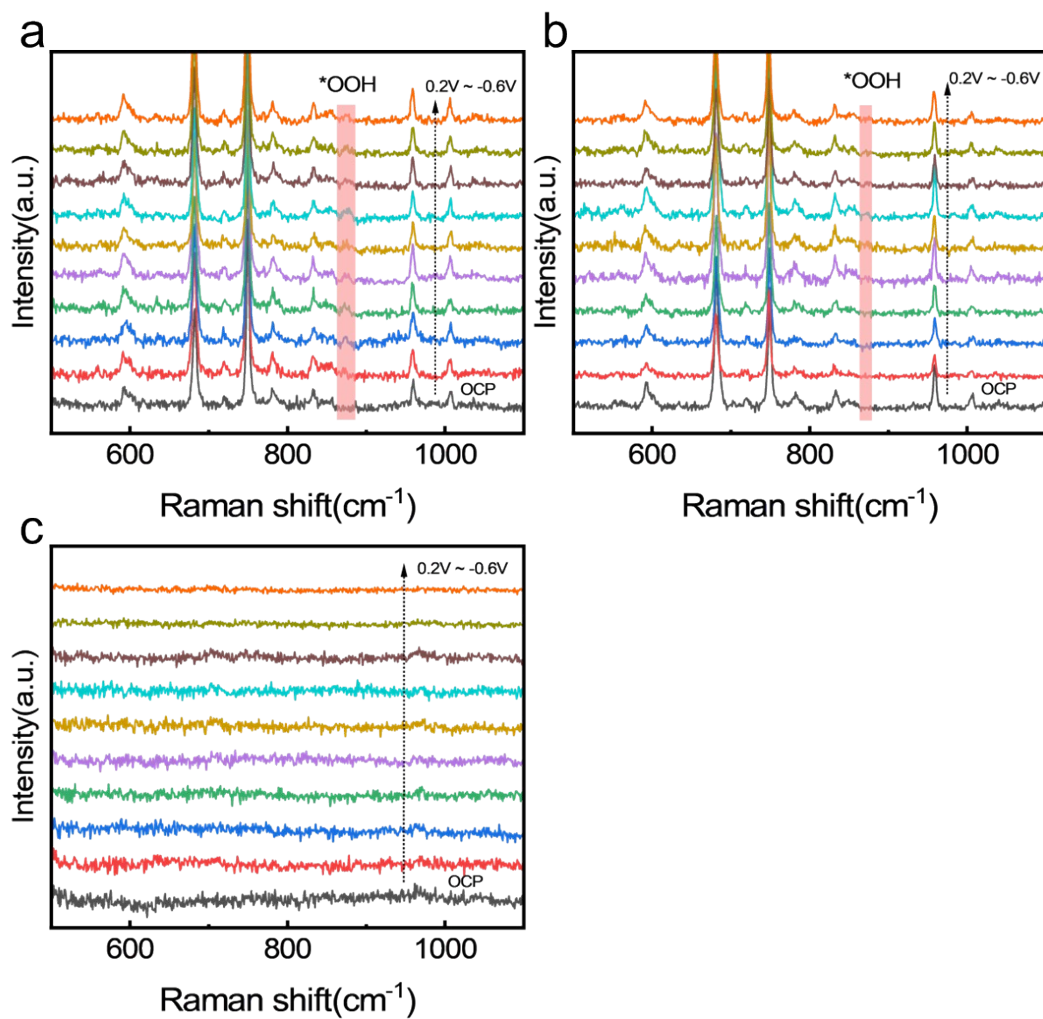 a
*OOH
0.2V ~ -0.6V
OCP
Intensity(a.u.)
600 800 1000
Raman shift(cm-1)
b
*OOH
0.2V ~ -0.6V
OCP
Intensity(a.u.)
600 800 1000
Raman shift(cm-1)
c
0.2V ~ -0.6V
OCP
Intensity(a.u.)
600 800 1000
Raman shift(cm-1)